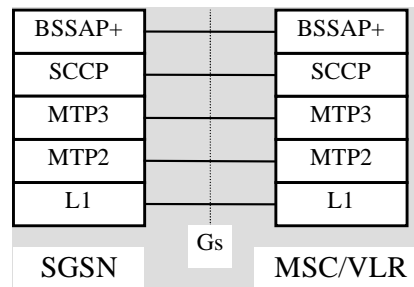 BSSAP+ BSSAP+
SCCP SCCP
MTP3 MTP3
MTP2 MTP2
L1 L1
Gs
SGSN MSC/VLR